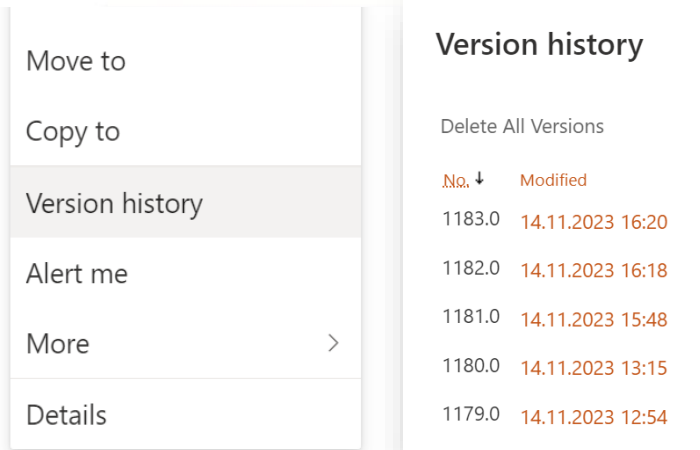 Move to
Copy to
Version history
Alert me
More
Details
Version history
Delete All Versions
No. ↓ Modified
1183.0 14.11.2023 16:20
1182.0 14.11.2023 16:18
1181.0 14.11.2023 15:48
1180.0 14.11.2023 13:15
1179.0 14.11.2023 12:54